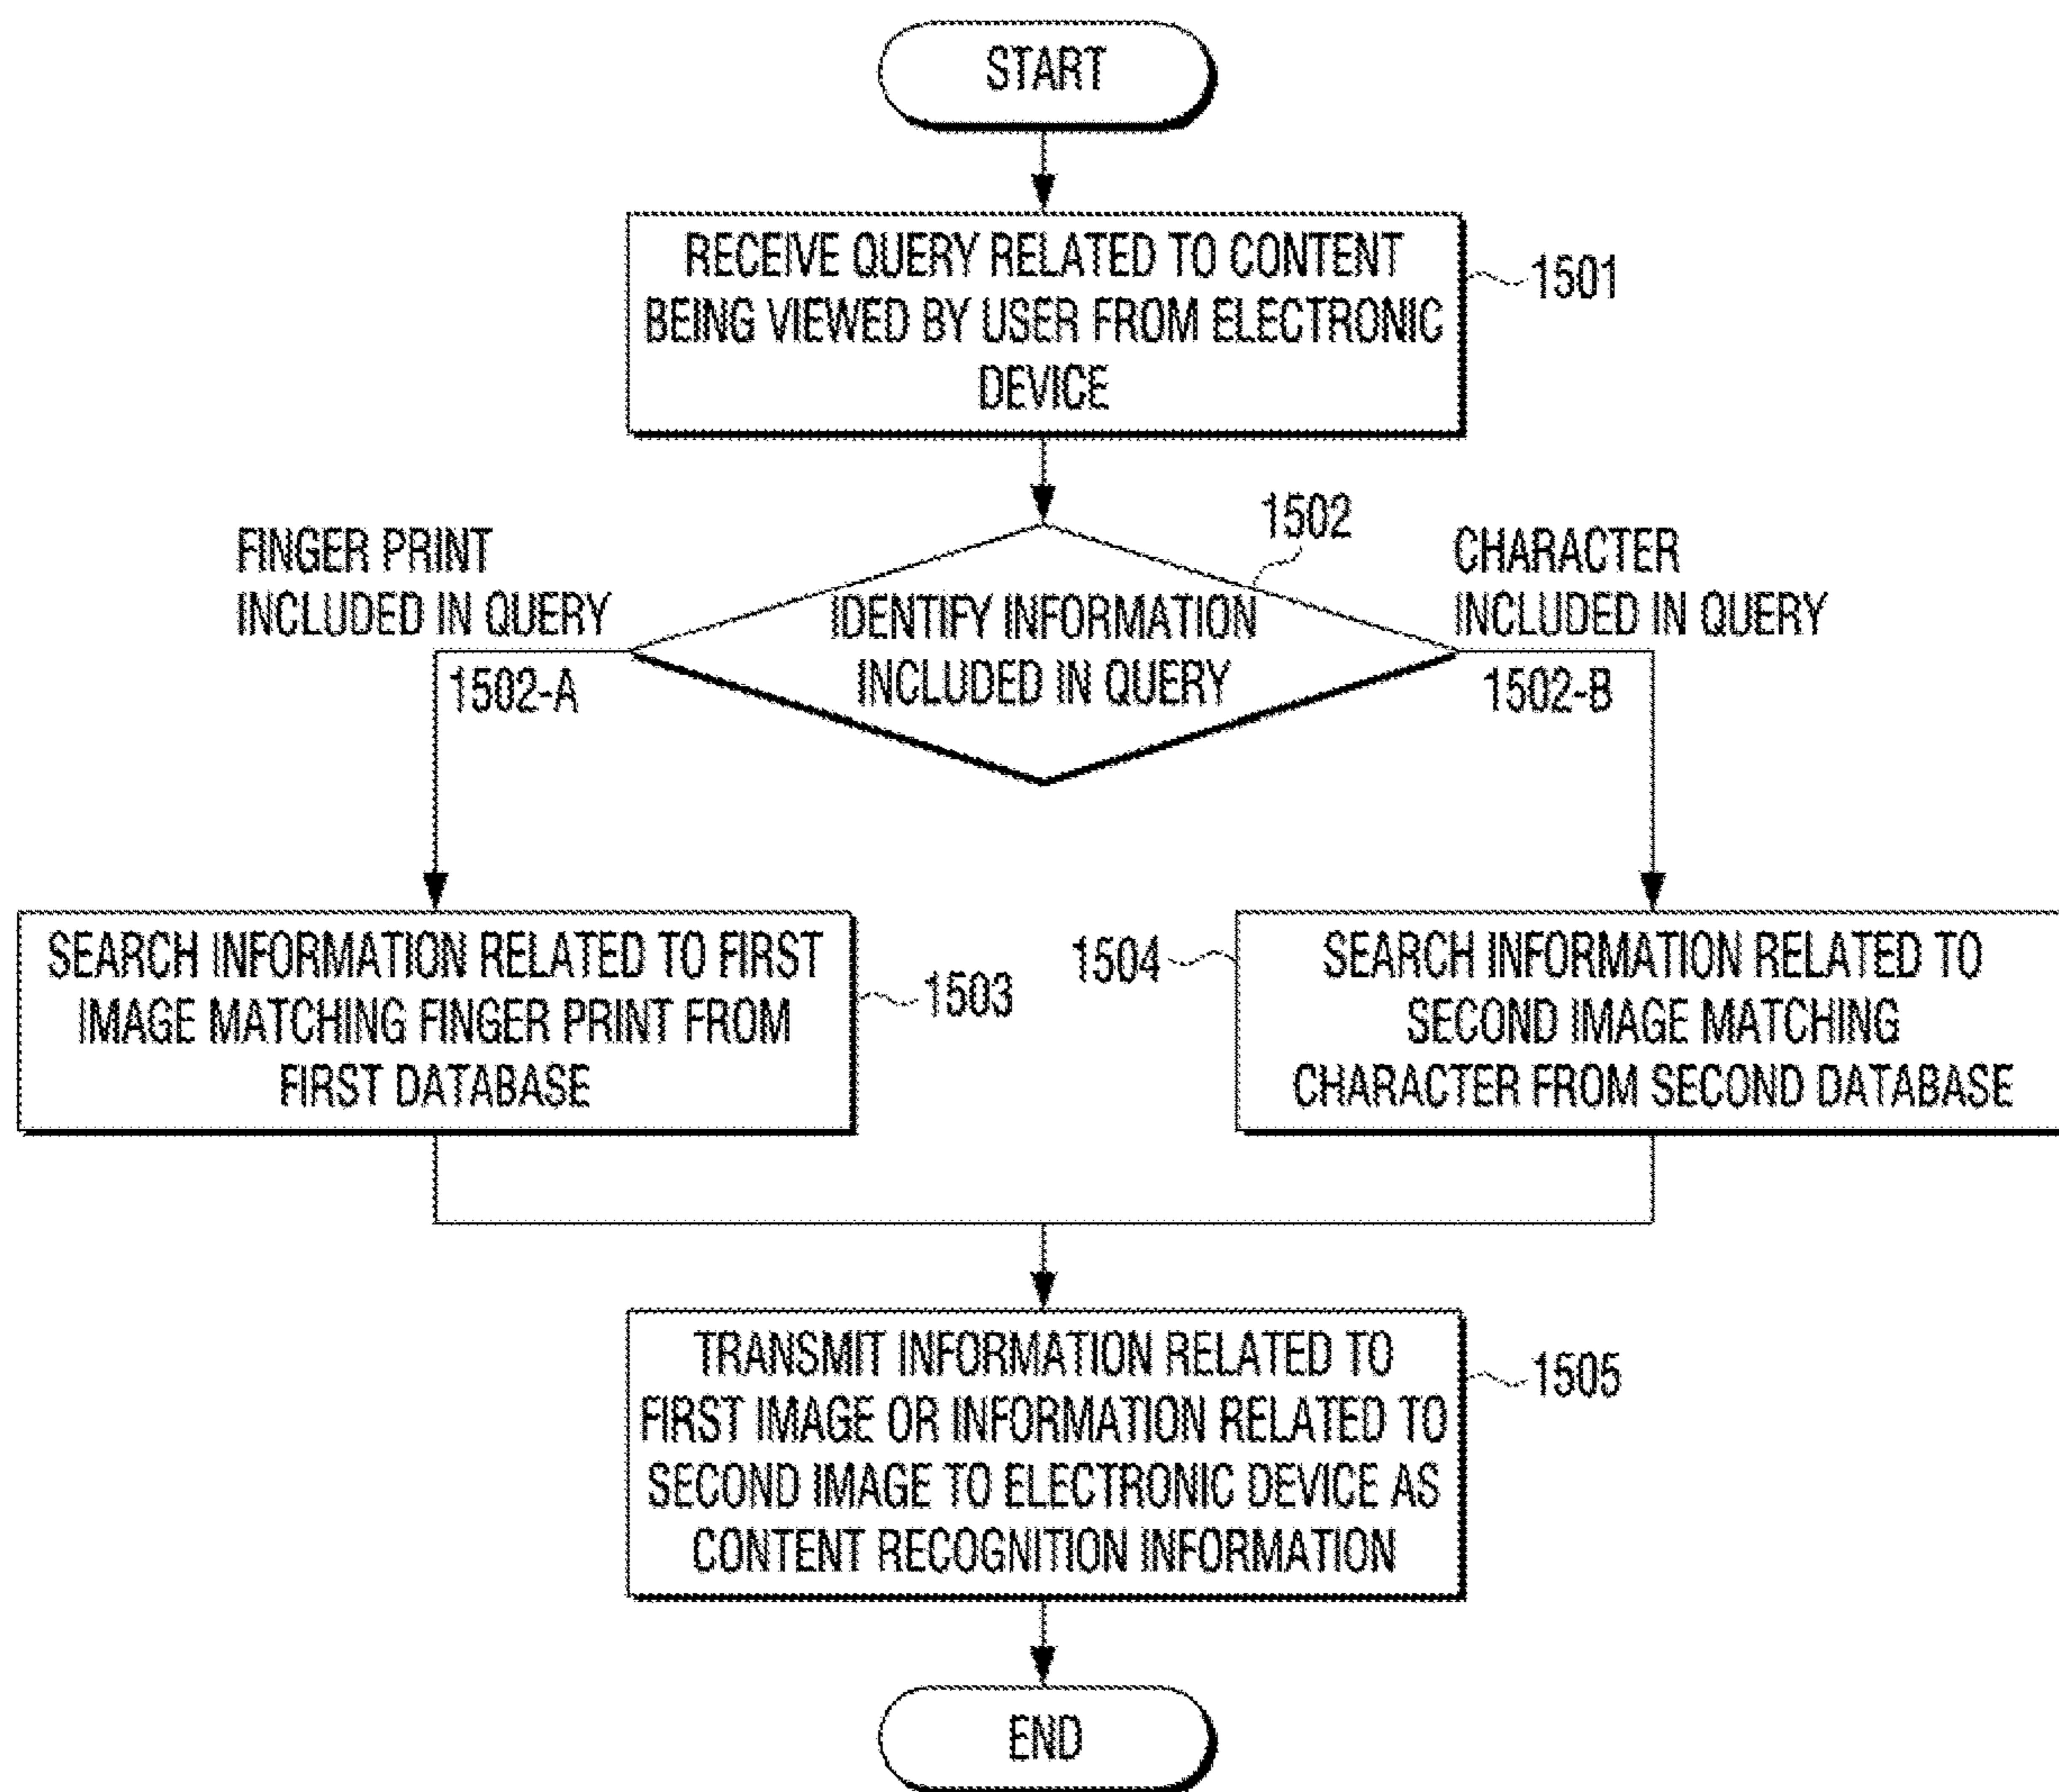 START
RECEIVE QUERY RELATED TO CONTENT
BEING VIEWED BY USER FROM ELECTRONIC
DEVICE
1501
1502
FINGER PRINT
INCLUDED IN QUERY
1502-A
IDENTIFY INFORMATION
INCLUDED IN QUERY
CHARACTER
INCLUDED IN QUERY
1502-B
SEARCH INFORMATION RELATED TO FIRST
IMAGE MATCHING FINGER PRINT FROM
FIRST DATABASE
1503
1504
SEARCH INFORMATION RELATED TO
SECOND IMAGE MATCHING
CHARACTER FROM SECOND DATABASE
TRANSMIT INFORMATION RELATED TO
FIRST IMAGE OR INFORMATION RELATED TO
SECOND IMAGE TO ELECTRONIC DEVICE AS
CONTENT RECOGNITION INFORMATION
1505
END